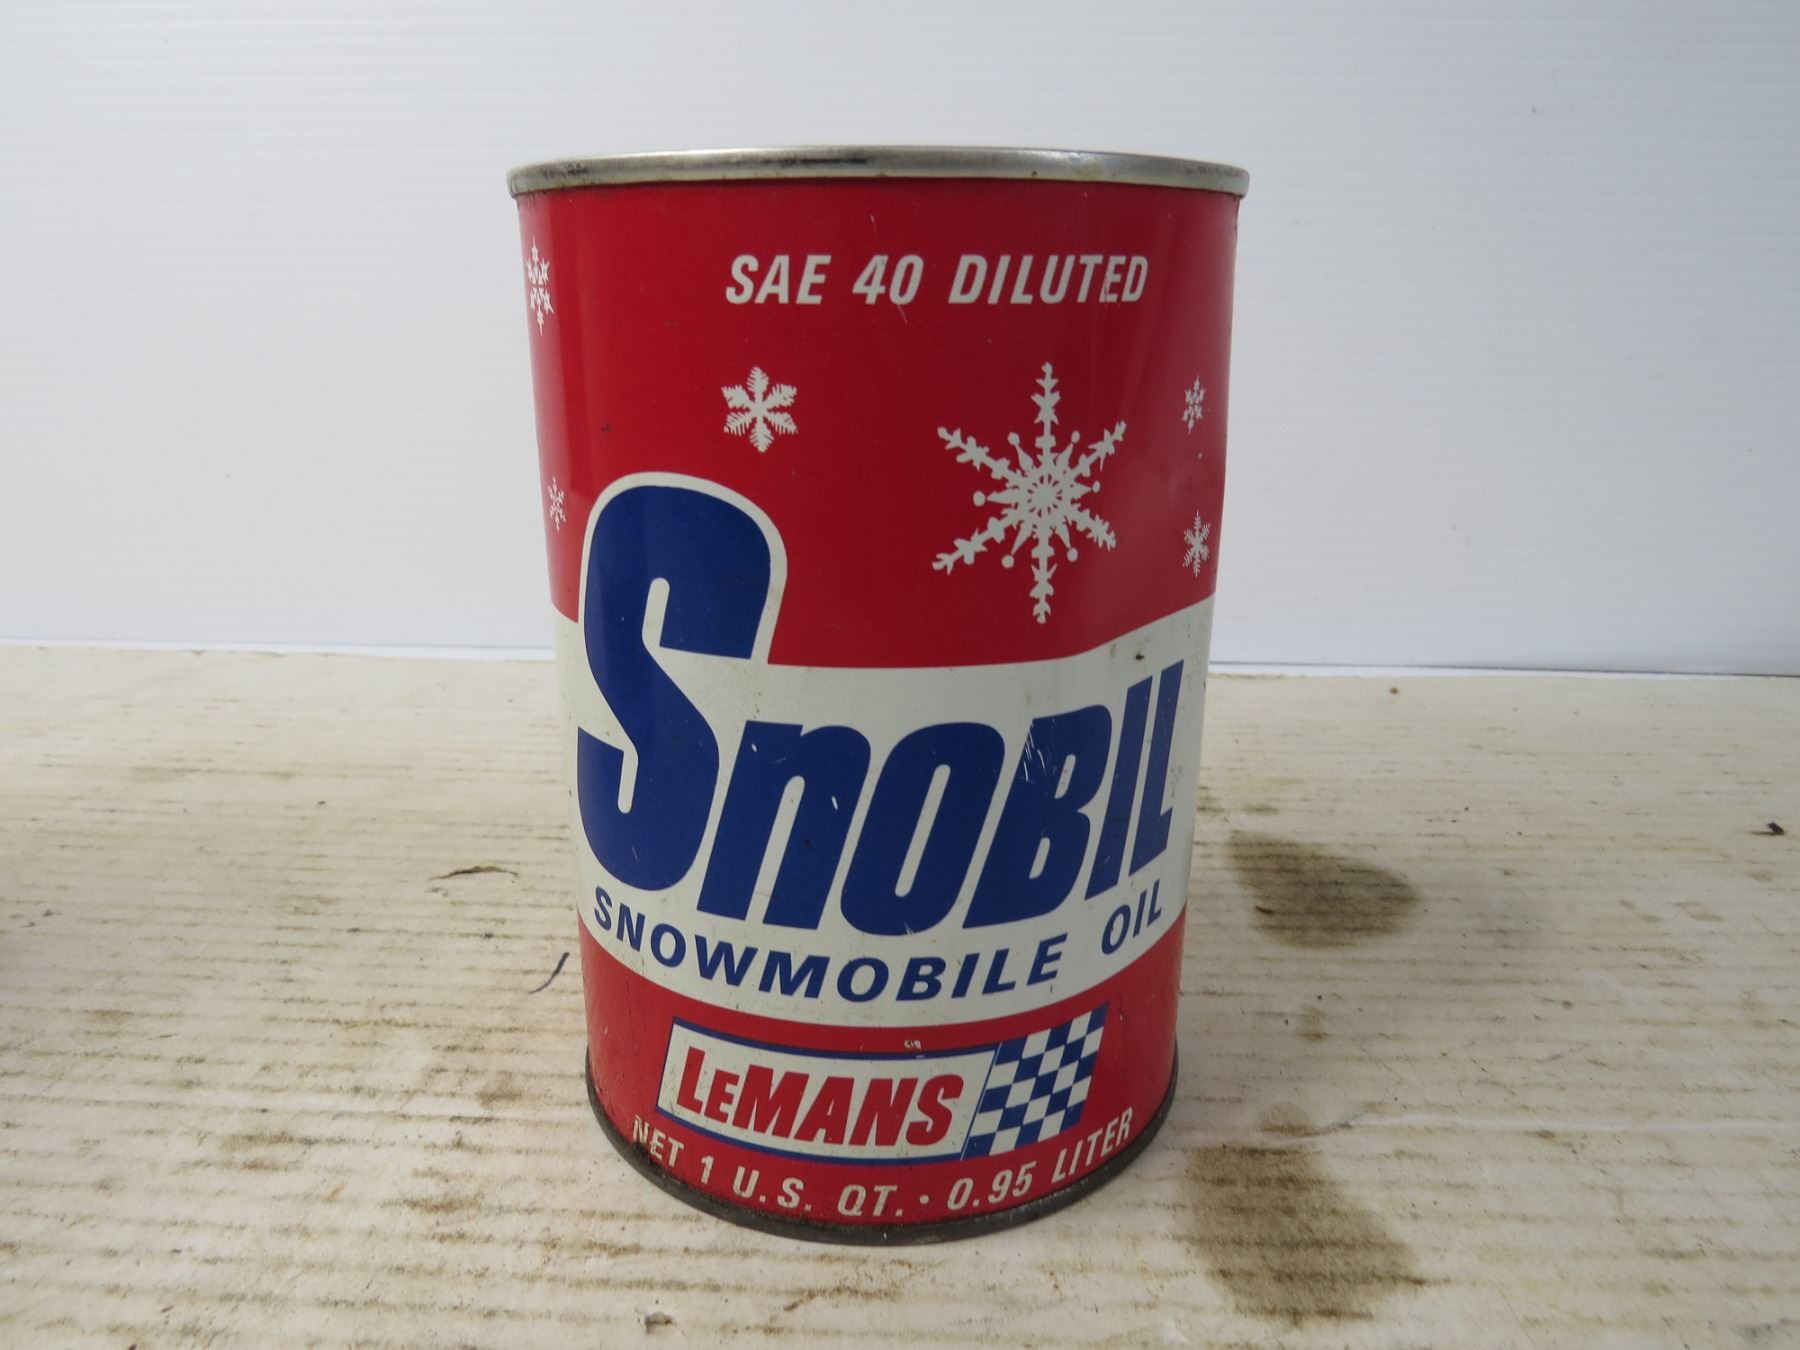 SAE 40 DILUTED
SNOBIL
SNOWMOBILE OIL
LEMANS
NET 1 U.S. QT. · 0.95 LITER